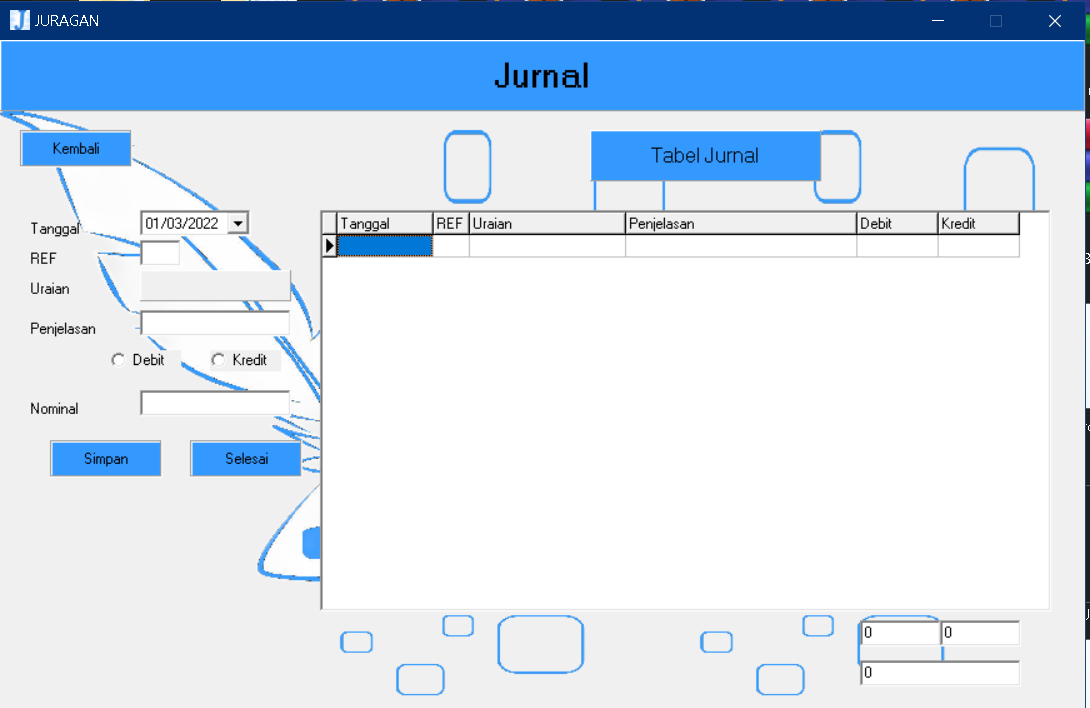 JURAGAN
Jurnal
Kembali
Tabel Jurnal
Tanggal 01/03/2022
REF
Uraian
Penjelasan
Debit Kredit
Nominal
Simpan Selesai
Tanggal REF Uraian Penjelasan Debit Kredit
0 0
0